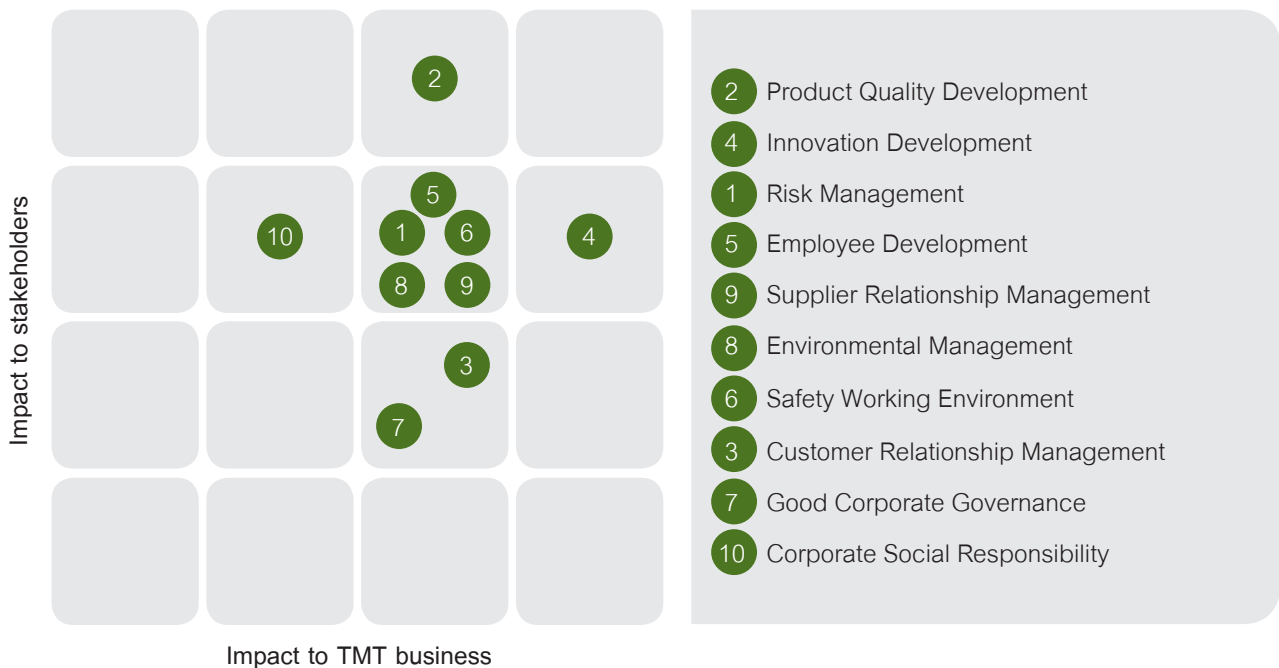 2
5
10
1
6
4
8
9
3
7
Impact to stakeholders
Impact to TMT business
2 Product Quality Development
4 Innovation Development
1 Risk Management
5 Employee Development
9 Supplier Relationship Management
8 Environmental Management
6 Safety Working Environment
3 Customer Relationship Management
7 Good Corporate Governance
10 Corporate Social Responsibility